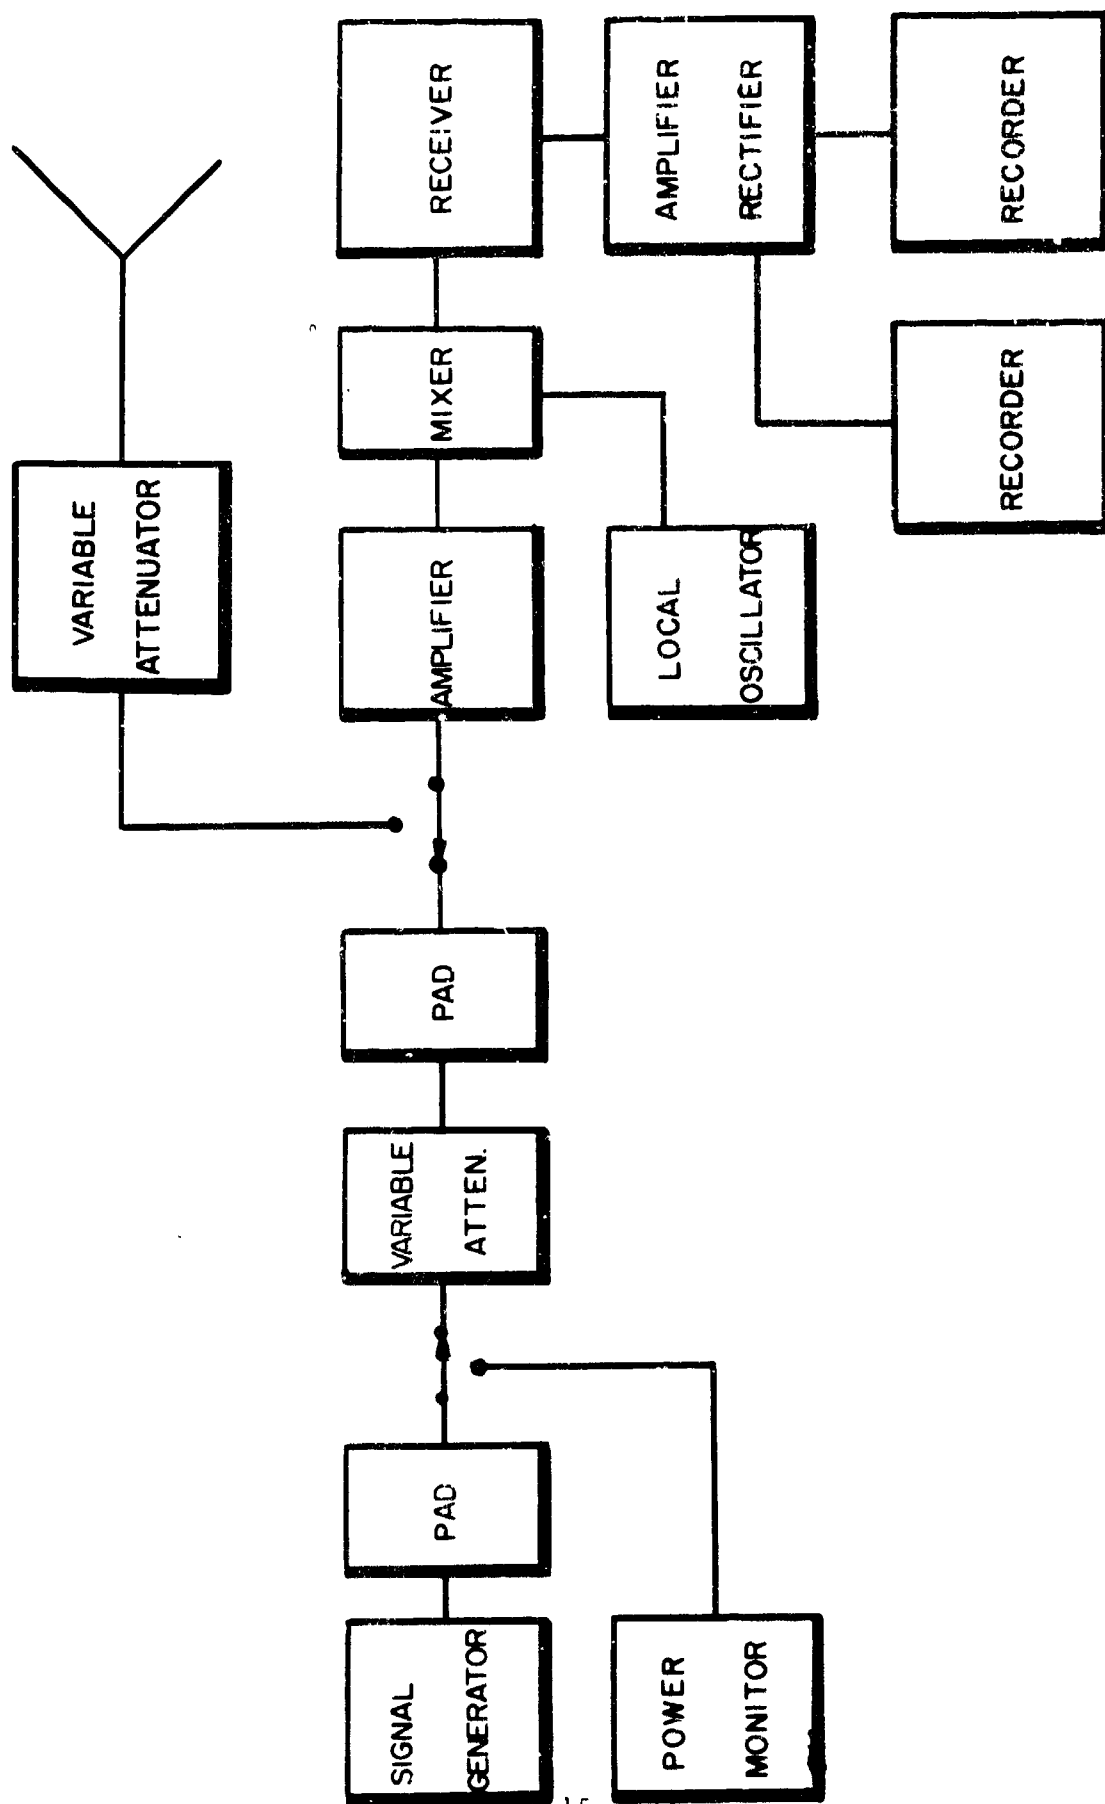 VARIABLE
ATTENUATOR
SIGNAL
GENERATOR
PAD
VARIABLE
ATTEN.
PAD
AMPLIFIER
MIXER
RECEIVER
POWER
MONITOR
LOCAL
OSCILLATOR
AMPLIFIER
RECTIFIER
RECORDER
RECORDER